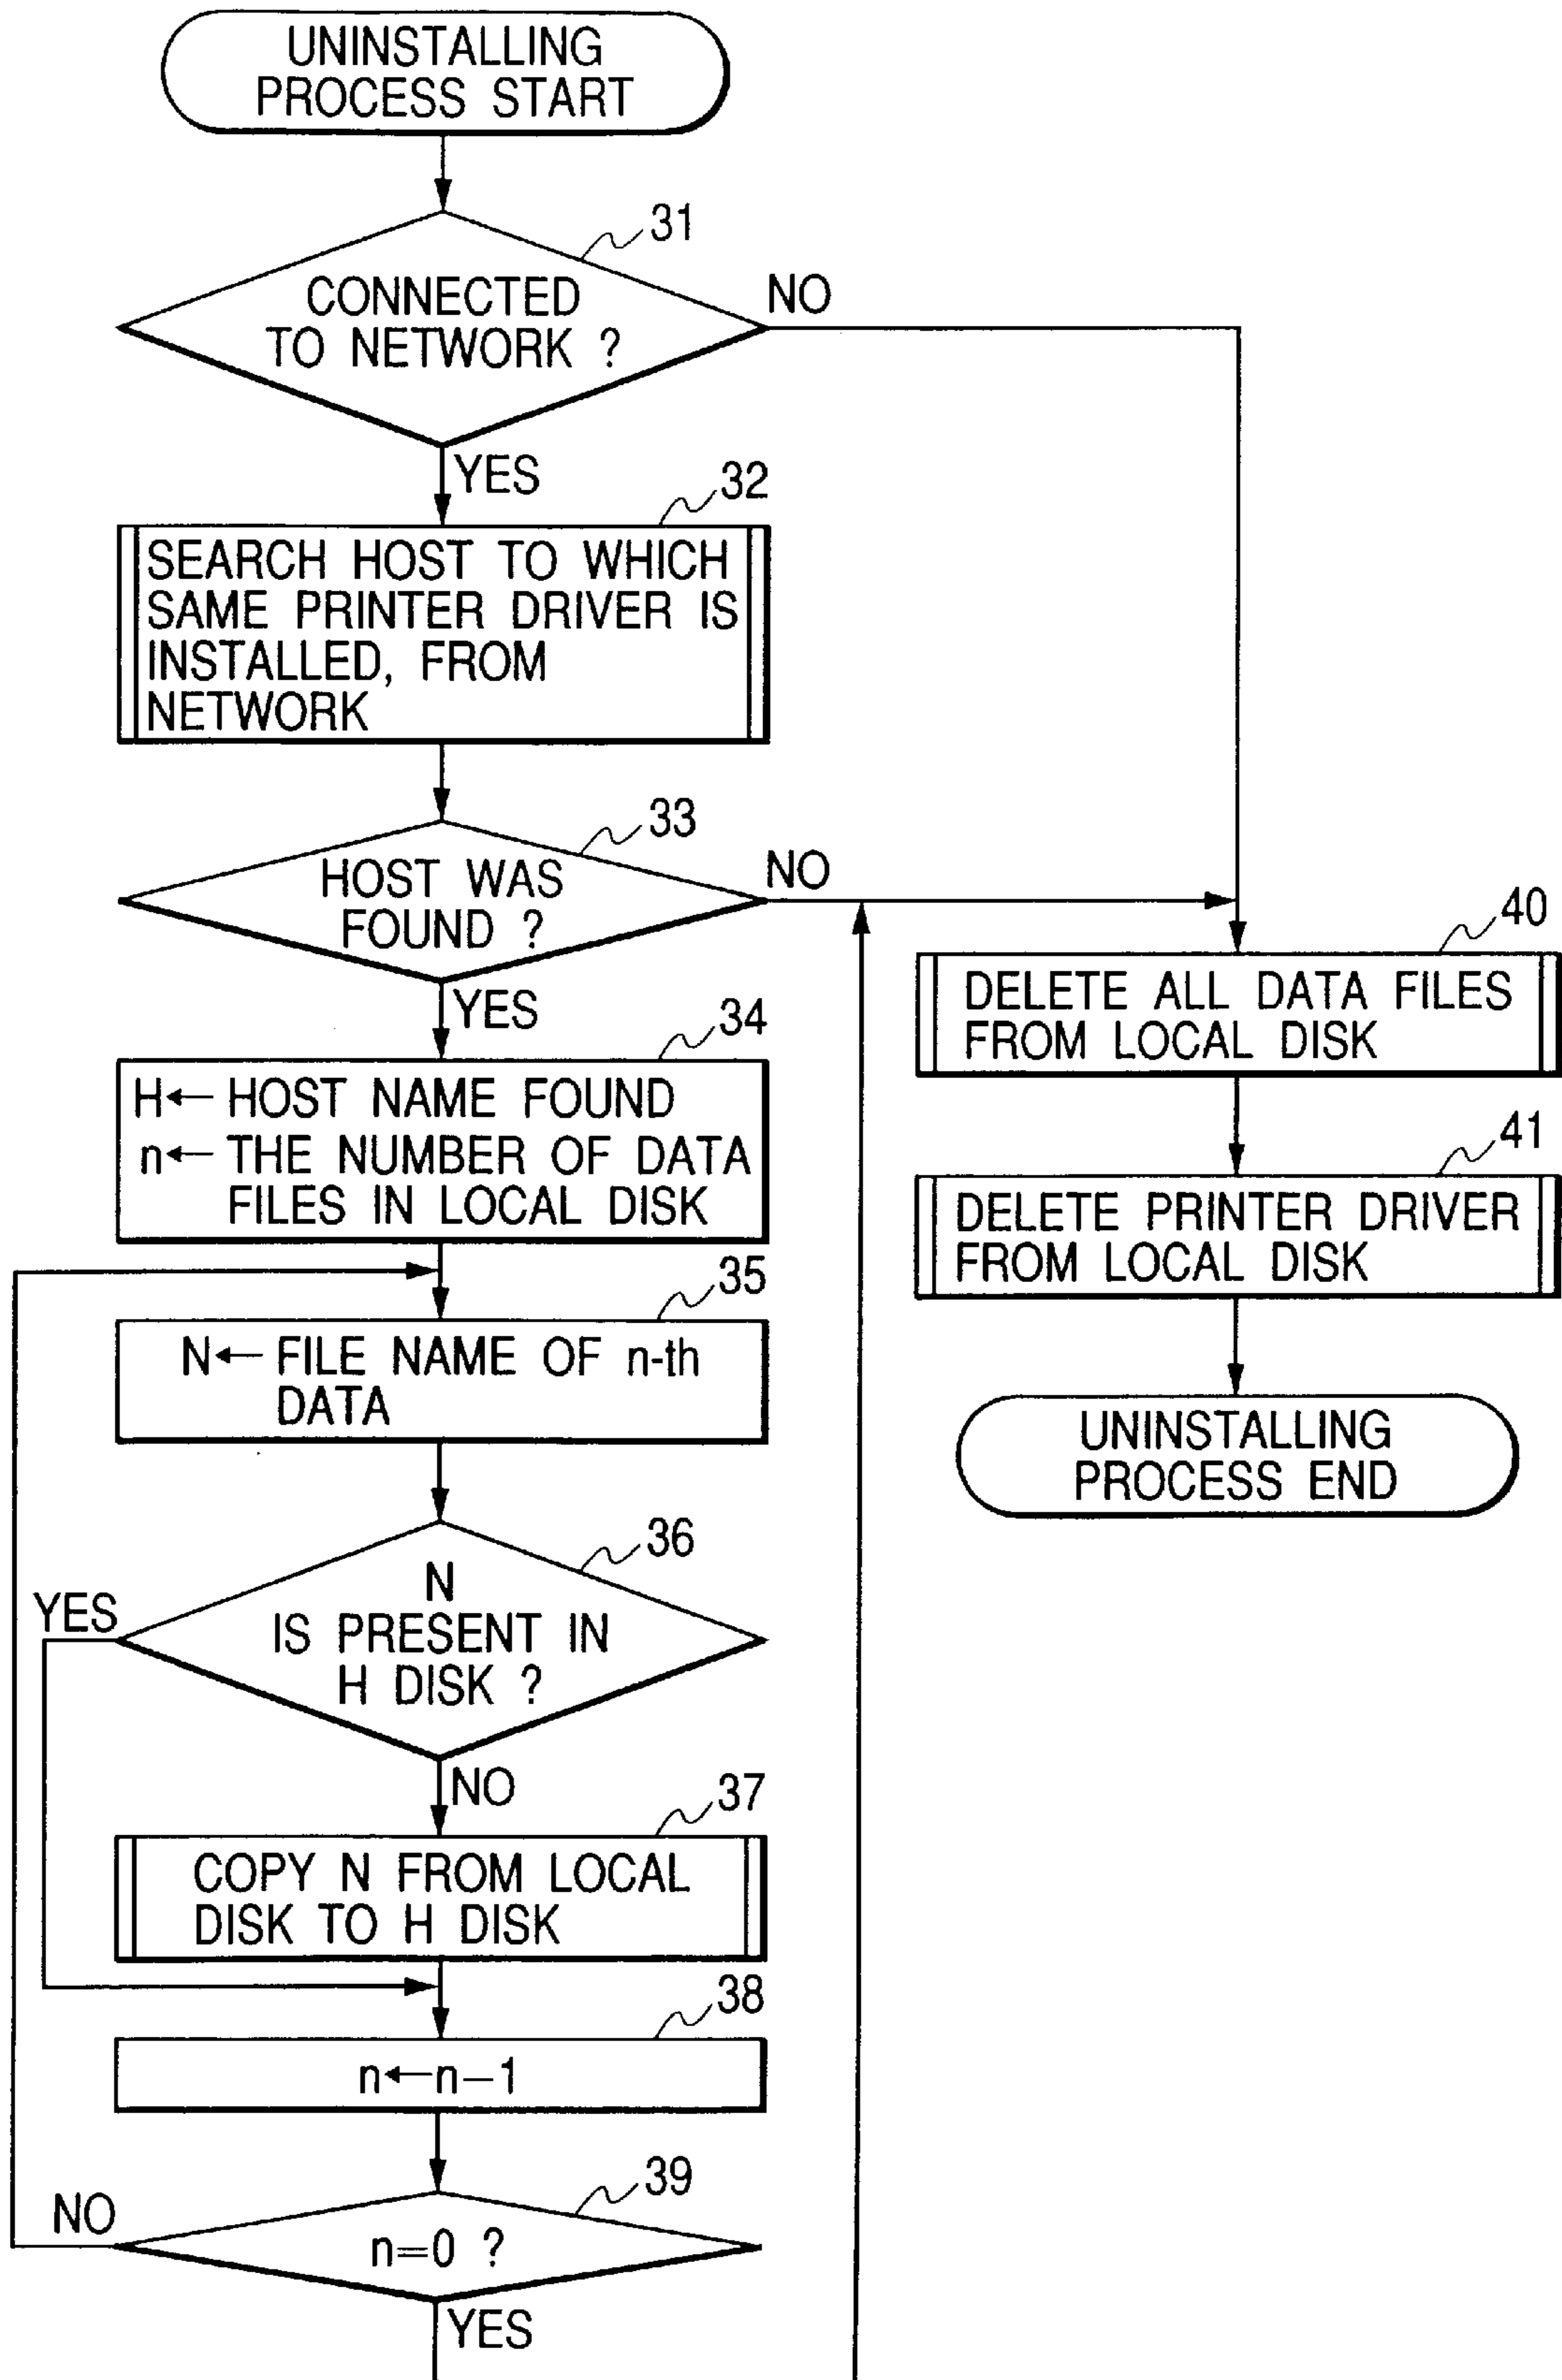 UNINSTALLING
PROCESS START
31
CONNECTED
TO NETWORK ?
NO
YES
32
SEARCH HOST TO WHICH
SAME PRINTER DRIVER IS
INSTALLED, FROM
NETWORK
33
HOST WAS
FOUND ?
NO
YES
34
H← HOST NAME FOUND
n← THE NUMBER OF DATA
FILES IN LOCAL DISK
35
N← FILE NAME OF n-th
DATA
36
N
IS PRESENT IN
H DISK ?
YES
NO
37
COPY N FROM LOCAL
DISK TO H DISK
38
n←n−1
39
n=0 ?
NO
YES
40
DELETE ALL DATA FILES
FROM LOCAL DISK
41
DELETE PRINTER DRIVER
FROM LOCAL DISK
UNINSTALLING
PROCESS END